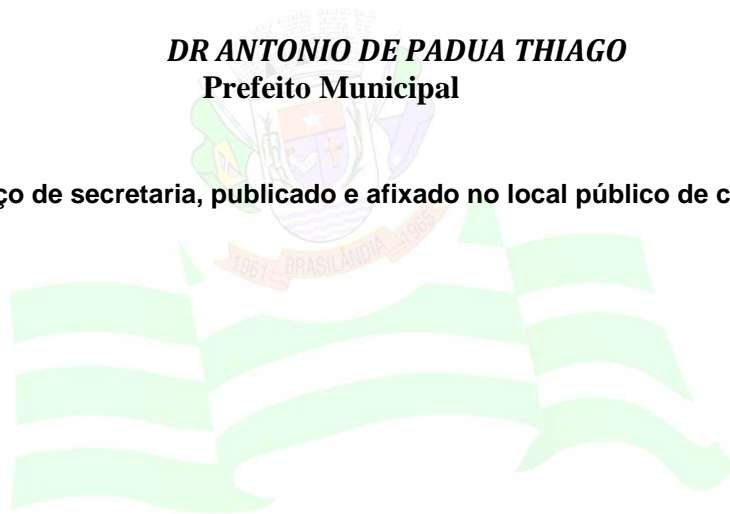 DR ANTONIO DE PADUA THIAGO
Prefeito Municipal
ço de secretaria, publicado e afixado no local público de c
1961 BRASILÂNDIA 1965